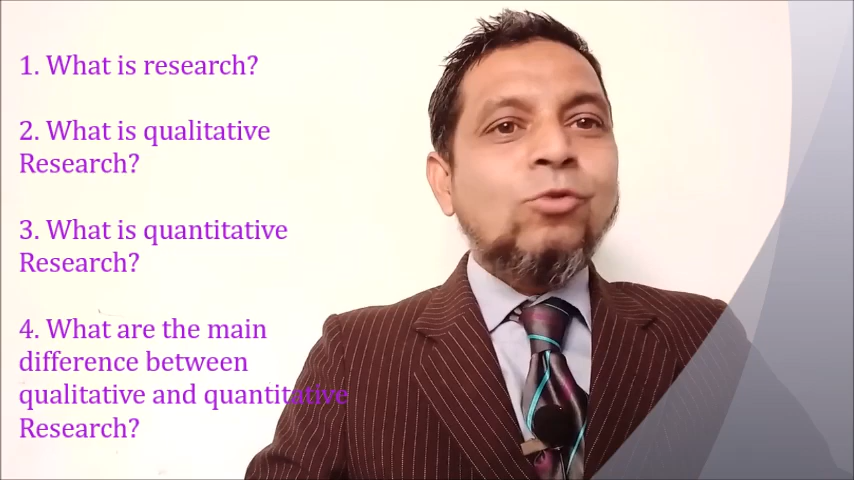 1. What is research?
2. What is qualitative
Research?
3. What is quantitative
Research?
4. What are the main
difference between
qualitative and quantitative
Research?